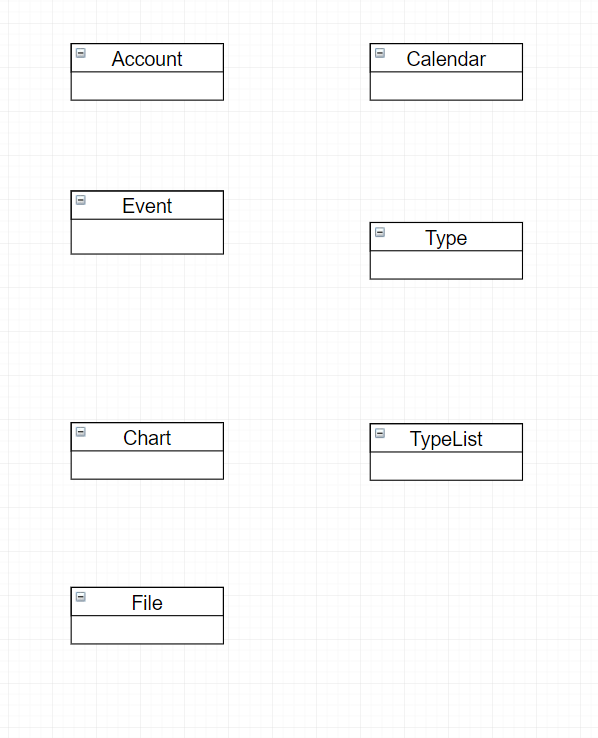 Account
Calendar
Event
Type
Chart
TypeList
File